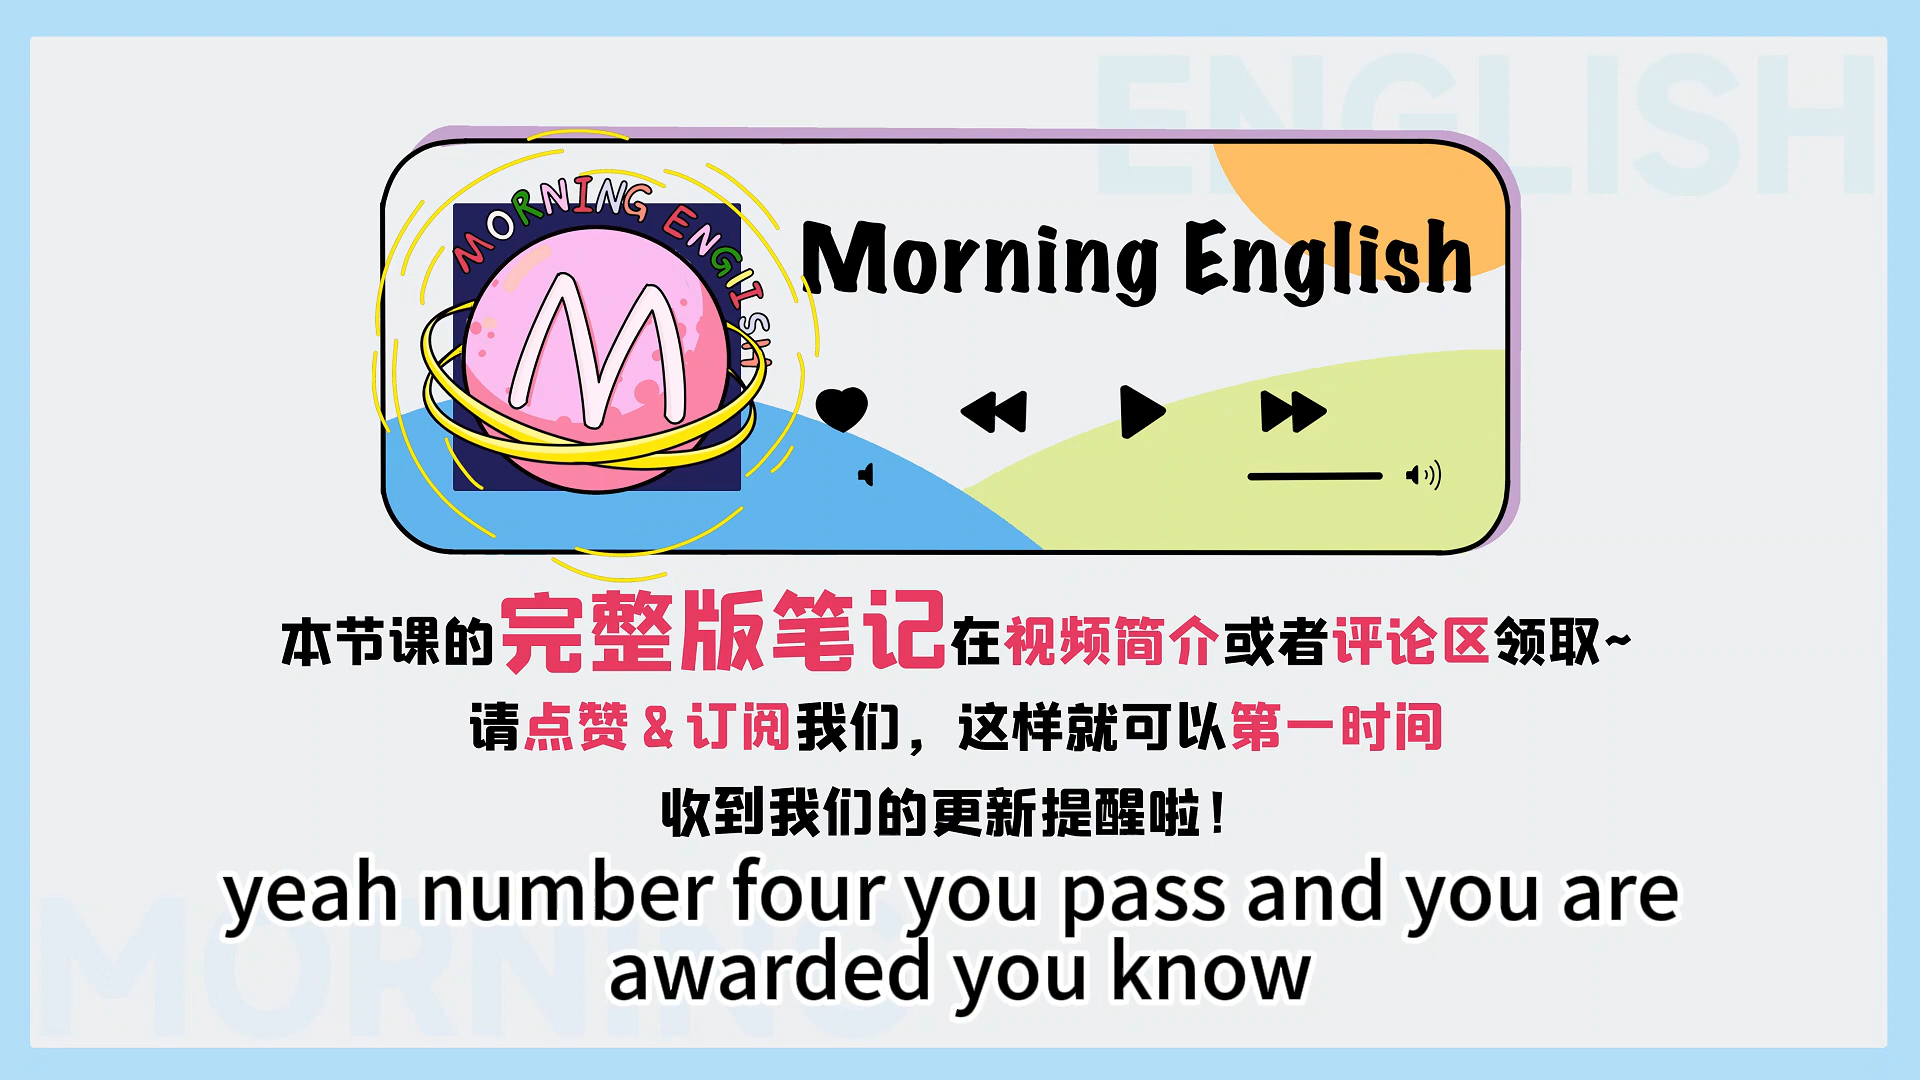 ENGLISH
MORNING ENGLISH
M
Morning English
本节课的完整版笔记在视频简介或者评论区领取~
请点赞&订阅我们，这样就可以第一时间
收到我们的更新提醒啦！
yeah number four you pass and you are
awarded you know
MORNING